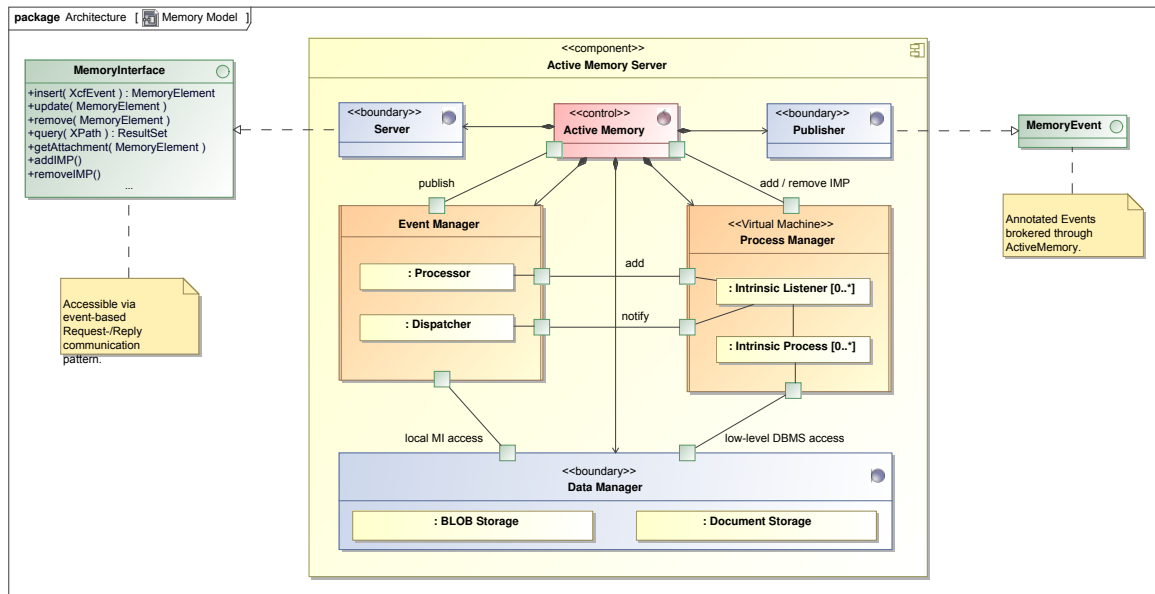 package Architecture [ Memory Model ]
MemoryInterface
+insert( XcfEvent ) : MemoryElement
+update( MemoryElement )
+remove( MemoryElement )
+query( XPath ) : ResultSet
+getAttachment( MemoryElement )
+addIMP()
+removeIMP()
...
Accessible via
event-based
Request-/Reply
communication
pattern.
<<component>>
Active Memory Server
<<boundary>>
Server
<<control>>
Active Memory
<<boundary>>
Publisher
MemoryEvent
Annotated Events
brokered through
ActiveMemory.
publish
add / remove IMP
Event Manager
: Processor
: Dispatcher
<<Virtual Machine>>
Process Manager
: Intrinsic Listener [0..*]
: Intrinsic Process [0..*]
add
notify
local MI access
low-level DBMS access
<<boundary>>
Data Manager
: BLOB Storage
: Document Storage